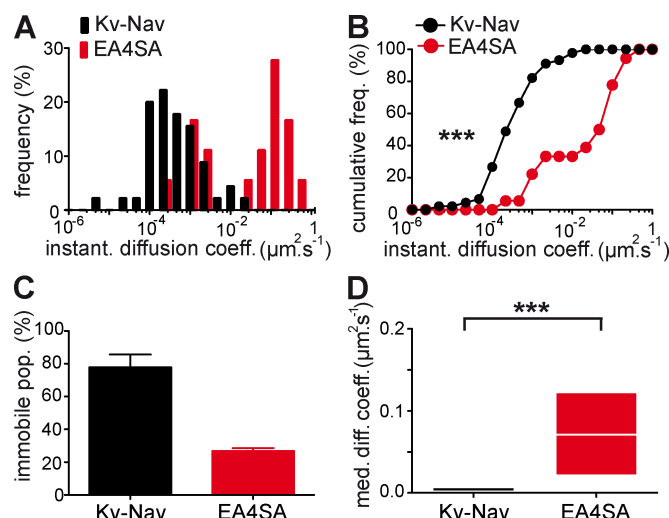 A
Kv-Nav
EA4SA
frequency (%)
30
20
10
0
10-6
10-4
10-2
1
instant. diffusion coeff. (µm2.s-1)
B
Kv-Nav
EA4SA
cumulative freq. (%)
100
80
60
40
20
0
***
10-6
10-4
10-2
1
instant. diffusion coeff. (µm2.s-1)
C
immobile pop. (%)
100
80
60
40
20
0
Kv-Nav
EA4SA
D
med. diff. coeff. (µm2.s-1)
0.2
0.1
0.0
***
Kv-Nav
EA4SA